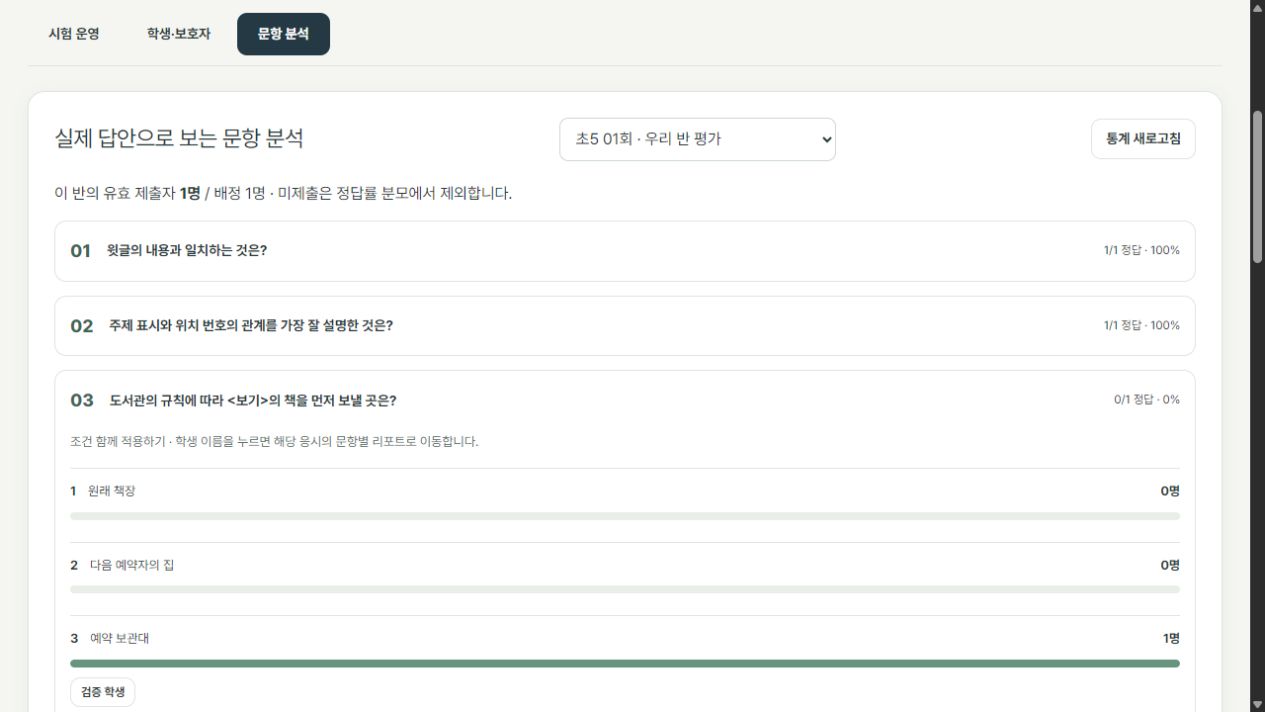 시험 운영 학생·보호자 문항 분석
실제 답안으로 보는 문항 분석 초5 01회 · 우리 반 평가 통계 새로고침
이 반의 유효 제출자 1명 / 배정 1명 · 미제출은 정답률 분모에서 제외합니다.
01 윗글의 내용과 일치하는 것은? 1/1 정답 · 100%
02 주제 표시와 위치 번호의 관계를 가장 잘 설명한 것은? 1/1 정답 · 100%
03 도서관의 규칙에 따라 <보기>의 책을 먼저 보낼 곳은? 0/1 정답 · 0%
조건 함께 적용하기 · 학생 이름을 누르면 해당 응시의 문항별 리포트로 이동합니다.
1 원래 책장 0명
2 다음 예약자의 집 0명
3 예약 보관대 1명
검증 학생